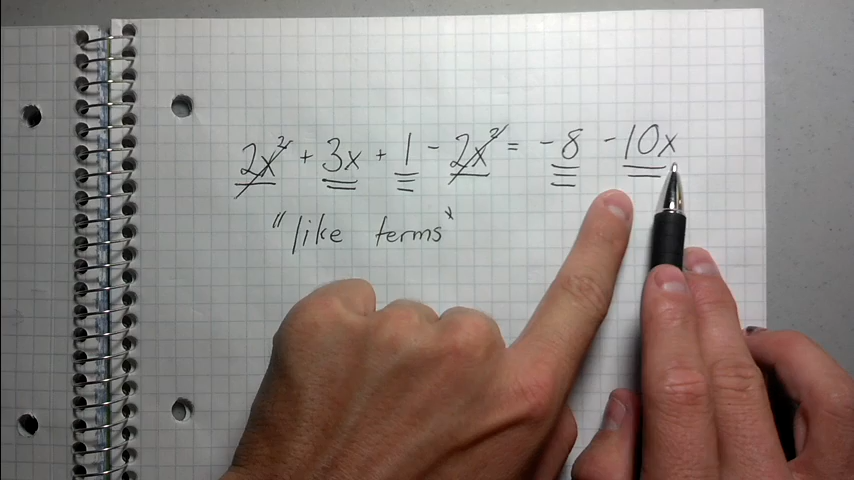 2x² + 3x + 1 - 2x² = -8 - 10x
"like terms"